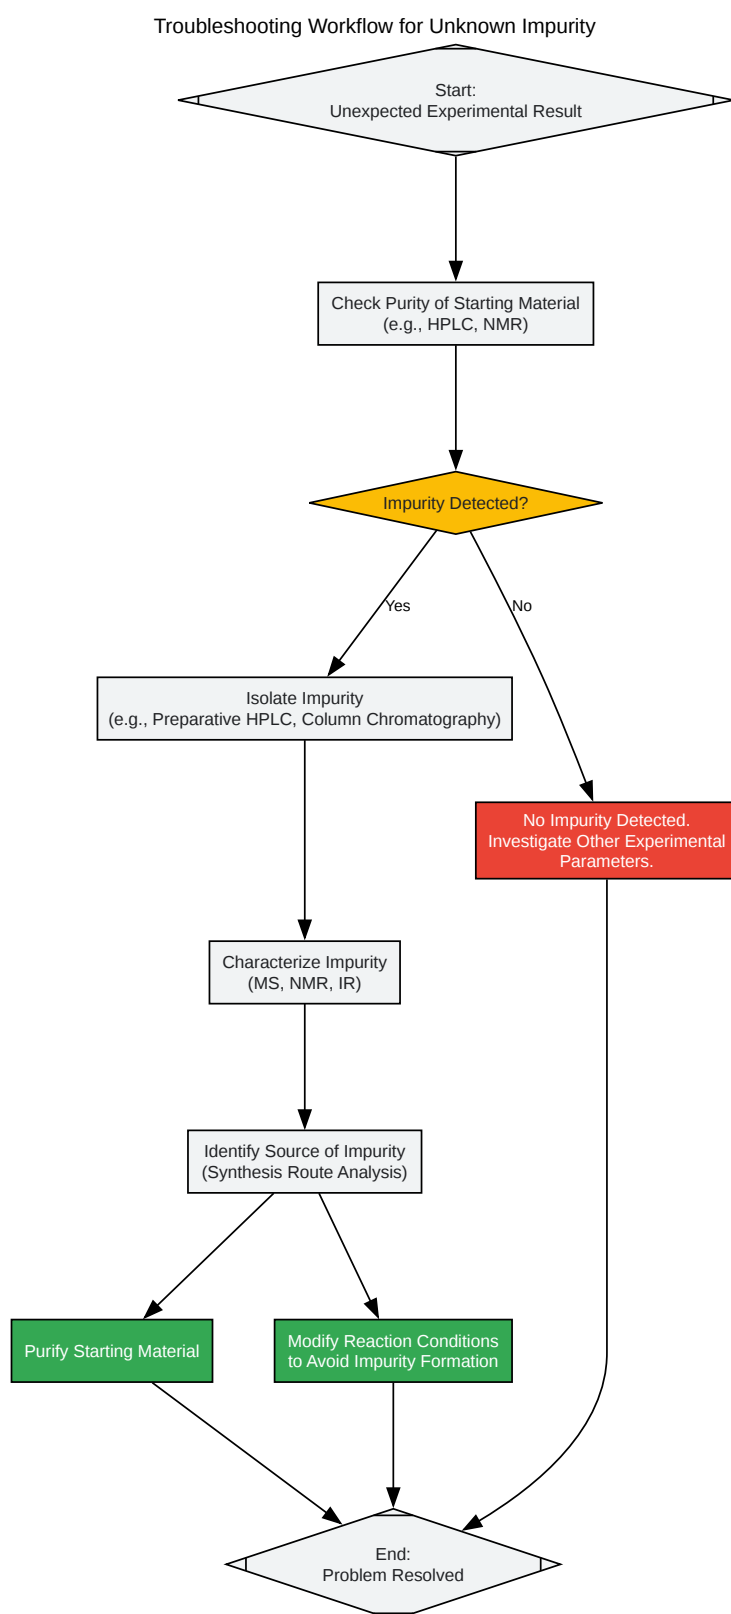 Troubleshooting Workflow for Unknown Impurity
Start:
Unexpected Experimental Result
Check Purity of Starting Material
(e.g., HPLC, NMR)
Impurity Detected?
Yes
No
Isolate Impurity
(e.g., Preparative HPLC, Column Chromatography)
No Impurity Detected.
Investigate Other Experimental
Parameters.
Characterize Impurity
(MS, NMR, IR)
Identify Source of Impurity
(Synthesis Route Analysis)
Purify Starting Material
Modify Reaction Conditions
to Avoid Impurity Formation
End:
Problem Resolved